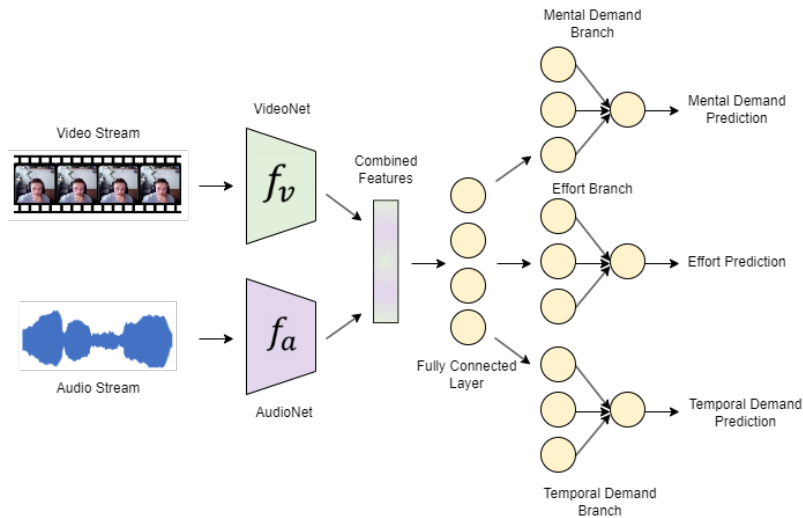 Mental Demand
Branch
VideoNet
Video Stream
Mental Demand
Prediction
Combined
Features
f_v
Effort Branch
Effort Prediction
f_a
Fully Connected
Layer
Audio Stream
AudioNet
Temporal Demand
Prediction
Temporal Demand
Branch